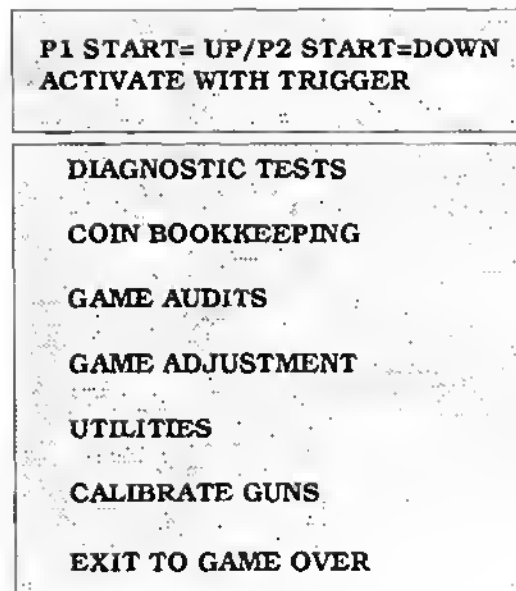 P1 START= UP/P2 START=DOWN
ACTIVATE WITH TRIGGER
DIAGNOSTIC TESTS
COIN BOOKKEEPING
GAME AUDITS
GAME ADJUSTMENT
UTILITIES
CALIBRATE GUNS
EXIT TO GAME OVER